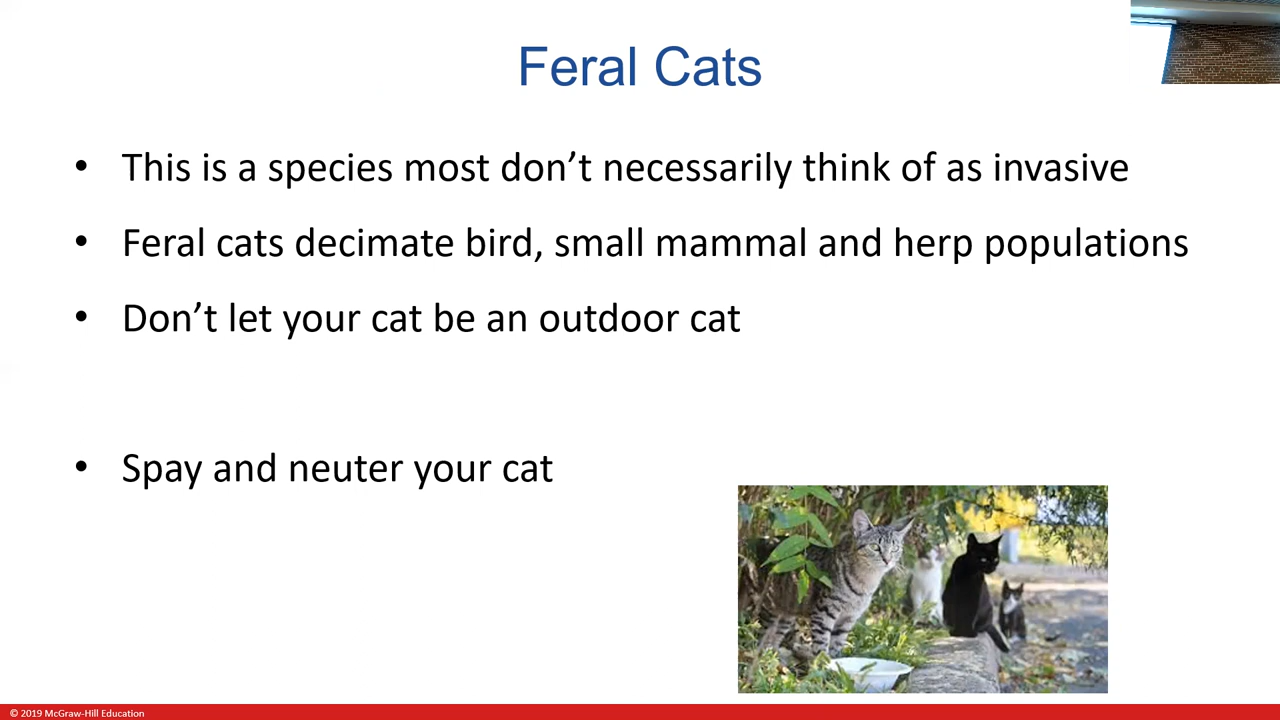 Feral Cats
• This is a species most don’t necessarily think of as invasive
• Feral cats decimate bird, small mammal and herp populations
• Don’t let your cat be an outdoor cat
• Spay and neuter your cat
© 2019 McGraw-Hill Education